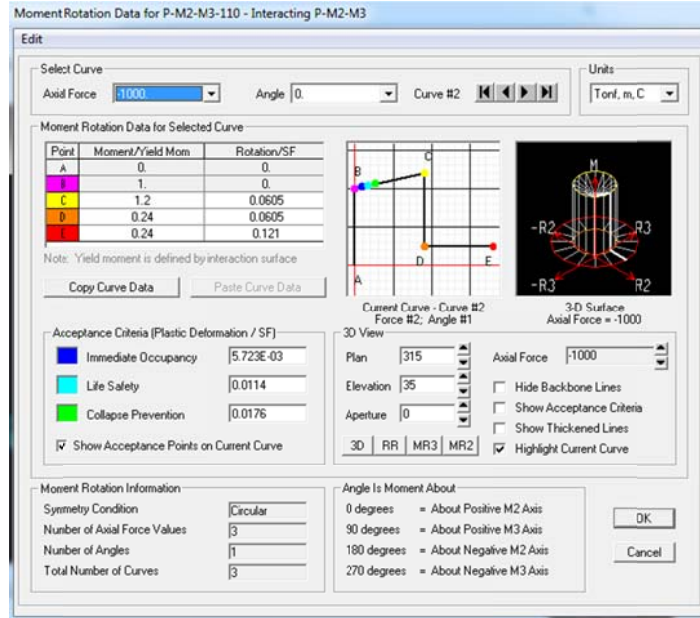 Moment Rotation Data for P-M2-M3-110 - Interacting P-M2-M3
Edit
Select Curve
Axial Force -1000. Angle 0. Curve #2
Units
Tonf, m, C
Moment Rotation Data for Selected Curve
Point Moment/Yield Mom Rotation/SF
A 0. 0.
B 1. 0.
C 1.2 0.0605
D 0.24 0.0605
E 0.24 0.121
Note: Yield moment is defined by interaction surface
Copy Curve Data Paste Curve Data
B C
A D E
Current Curve - Curve #2
Force #2; Angle #1
M
-R2 R3
-R3 R2
3-D Surface
Axial Force = -1000
Acceptance Criteria (Plastic Deformation / SF)
Immediate Occupancy 5.723E-03
Life Safety 0.0114
Collapse Prevention 0.0176
Show Acceptance Points on Current Curve
3D View
Plan 315
Elevation 35
Aperture 0
3D RR MR3 MR2
Axial Force -1000
Hide Backbone Lines
Show Acceptance Criteria
Show Thickened Lines
Highlight Current Curve
Moment Rotation Information
Symmetry Condition Circular
Number of Axial Force Values 3
Number of Angles 1
Total Number of Curves 3
Angle Is Moment About
0 degrees = About Positive M2 Axis
90 degrees = About Positive M3 Axis
180 degrees = About Negative M2 Axis
270 degrees = About Negative M3 Axis
OK
Cancel